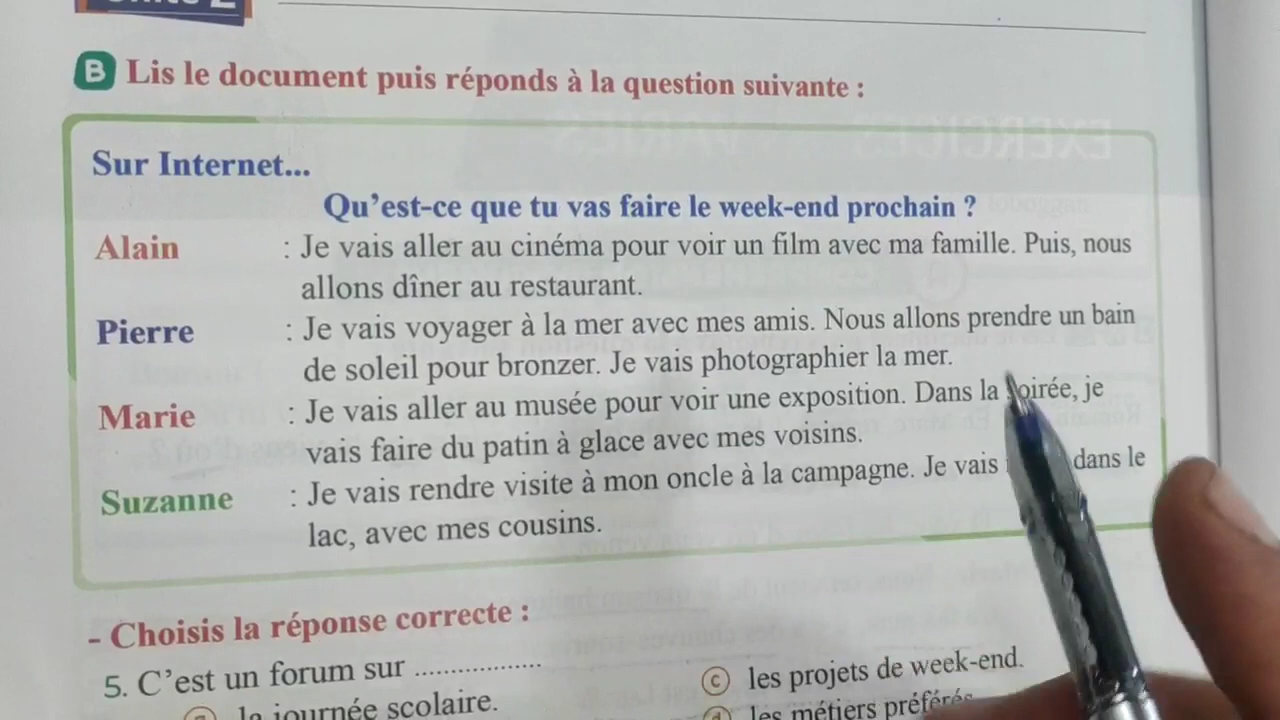 B Lis le document puis réponds à la question suivante :
Sur Internet...
Qu'est-ce que tu vas faire le week-end prochain ?
Alain : Je vais aller au cinéma pour voir un film avec ma famille. Puis, nous
allons dîner au restaurant.
Pierre : Je vais voyager à la mer avec mes amis. Nous allons prendre un bain
de soleil pour bronzer. Je vais photographier la mer.
Marie : Je vais aller au musée pour voir une exposition. Dans la soirée, je
vais faire du patin à glace avec mes voisins.
Suzanne : Je vais rendre visite à mon oncle à la campagne. Je vais dans le
lac, avec mes cousins.
- Choisis la réponse correcte :
5. C'est un forum sur ..................
c les projets de week-end.
a la journée scolaire.
d les métiers préférés